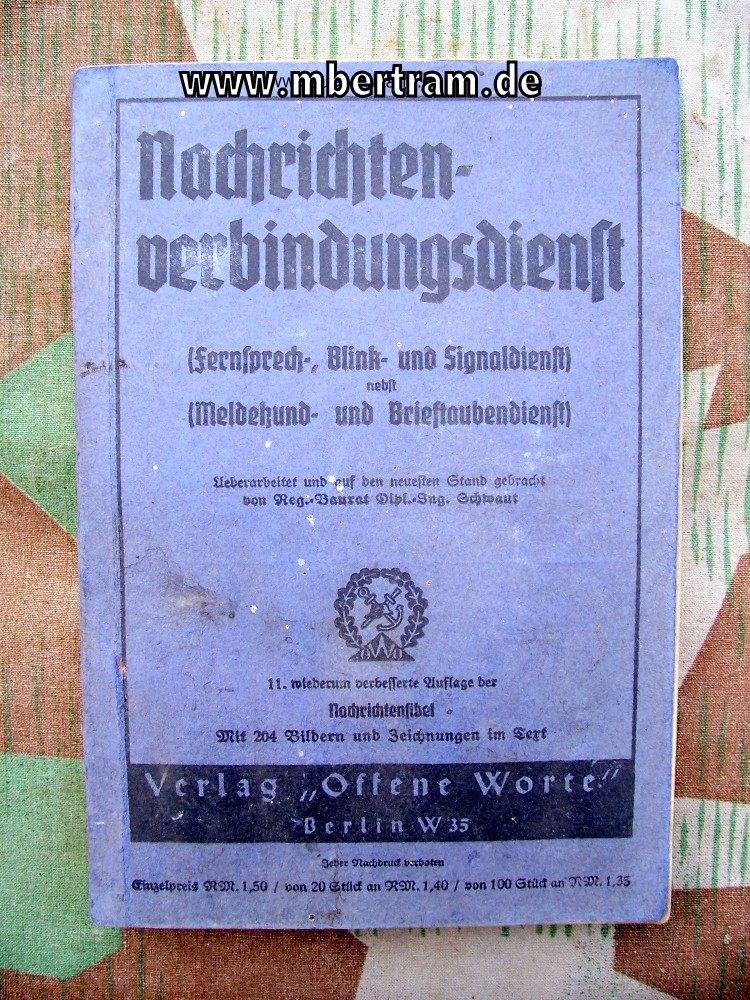 www.mbertram.de
Nachrichten-
verbindungsdienst
(Fernsprech-, Blink- und Signaldienst)
nebst
(Meldehund- und Brieftaubendienst)
Ueberarbeitet und auf den neuesten Stand gebracht
von Reg.-Baurat Dipl.-Ing. Schwaut
OWO
11. wiederum verbesserte Auflage der
Nachrichtenfibel
Mit 204 Bildern und Zeichnungen im Text
Verlag „Offene Worte"
Berlin W 35
Jeder Nachdruck verboten
Einzelpreis RM. 1,50 / von 20 Stück an RM. 1,40 / von 100 Stück an RM. 1,35